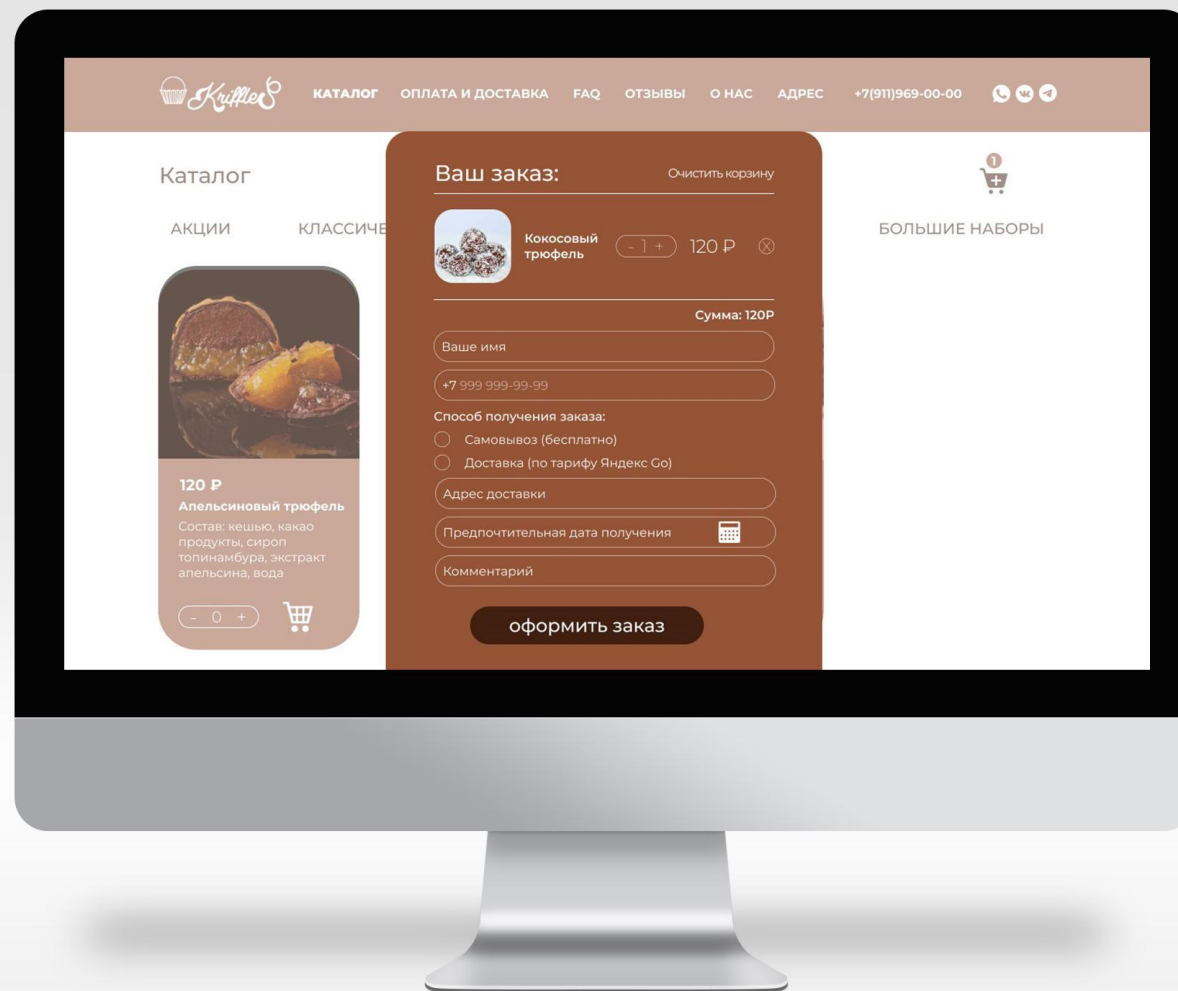 Kriffles
КАТАЛОГ ОПЛАТА И ДОСТАВКА FAQ ОТЗЫВЫ О НАС АДРЕС +7(911)969-00-00
Каталог
1
АКЦИИ КЛАССИЧЕ БОЛЬШИЕ НАБОРЫ
120 ₽
Апельсиновый трюфель
Состав: кешью, какао
продукты, сироп
топинамбура, экстракт
апельсина, вода
- 0 +
Ваш заказ: Очистить корзину
Кокосовый
трюфель
- 1 + 120 ₽ X
Сумма: 120Р
Ваше имя
+7 999 999-99-99
Способ получения заказа:
Самовывоз (бесплатно)
Доставка (по тарифу Яндекс Go)
Адрес доставки
Предпочтительная дата получения
Комментарий
оформить заказ